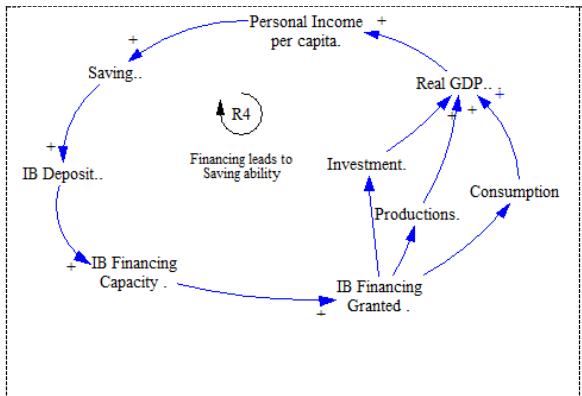 Personal Income
per capita.
+
+
Saving..
Real GDP.. .
+
+
+
R4
+
Financing leads to
Saving ability
Investment.
IB Deposit..
Consumption
Productions.
+
IB Financing
Capacity .
IB Financing
Granted .
+